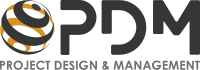 PDM
PROJECT DESIGN & MANAGEMENT